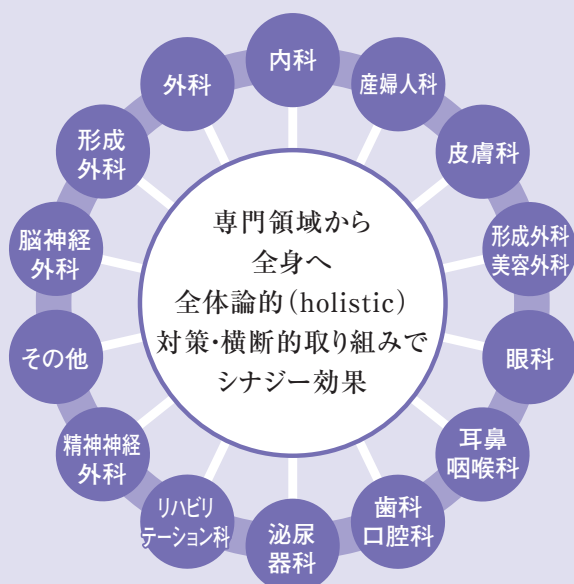 内科
産婦人科
皮膚科
形成外科
美容外科
眼科
耳鼻
咽喉科
歯科
口腔科
泌尿
器科
リハビリ
テーション科
精神神経
外科
その他
脳神経
外科
形成
外科
外科
専門領域から
全身へ
全体論的(holistic)
対策・横断的取り組みで
シナジー効果